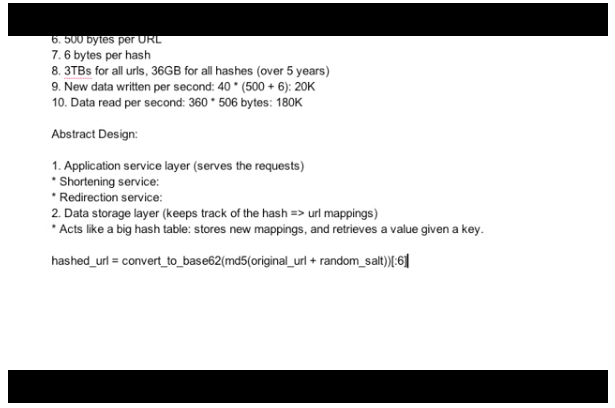 6. 500 bytes per URL
7. 6 bytes per hash
8. 3TBs for all urls, 36GB for all hashes (over 5 years)
9. New data written per second: 40 * (500 + 6): 20K
10. Data read per second: 360 * 506 bytes: 180K
Abstract Design:
1. Application service layer (serves the requests)
* Shortening service:
* Redirection service:
2. Data storage layer (keeps track of the hash => url mappings)
* Acts like a big hash table: stores new mappings, and retrieves a value given a key.
hashed_url = convert_to_base62(md5(original_url + random_salt))[:6]